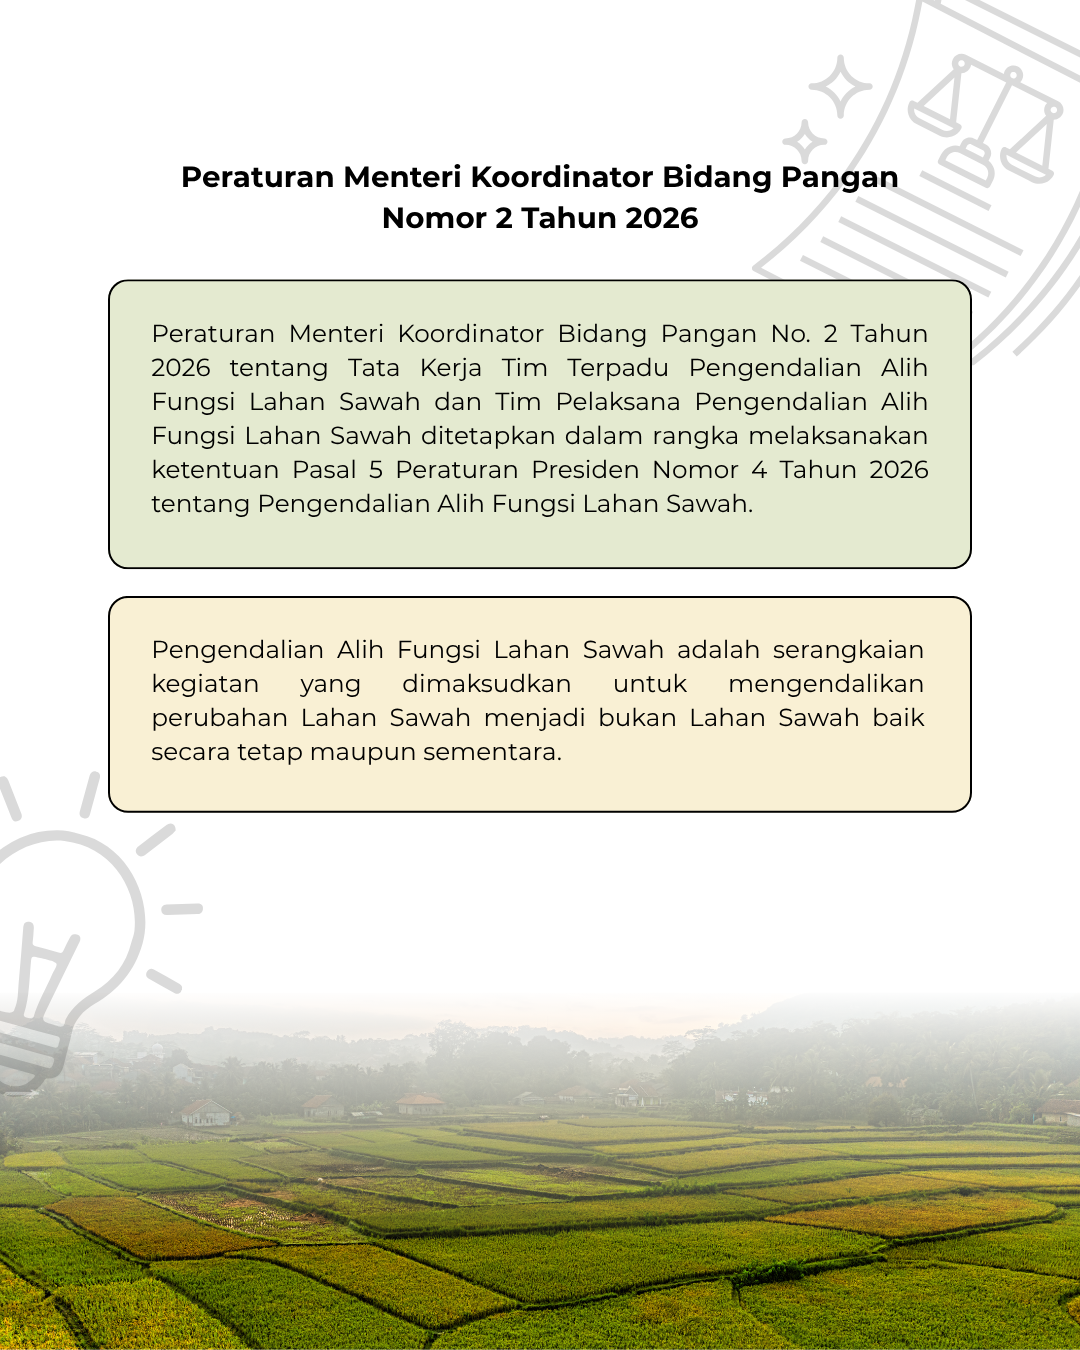 Peraturan Menteri Koordinator Bidang Pangan
Nomor 2 Tahun 2026
Peraturan Menteri Koordinator Bidang Pangan No. 2 Tahun
2026 tentang Tata Kerja Tim Terpadu Pengendalian Alih
Fungsi Lahan Sawah dan Tim Pelaksana Pengendalian Alih
Fungsi Lahan Sawah ditetapkan dalam rangka melaksanakan
ketentuan Pasal 5 Peraturan Presiden Nomor 4 Tahun 2026
tentang Pengendalian Alih Fungsi Lahan Sawah.
Pengendalian Alih Fungsi Lahan Sawah adalah serangkaian
kegiatan yang dimaksudkan untuk mengendalikan
perubahan Lahan Sawah menjadi bukan Lahan Sawah baik
secara tetap maupun sementara.